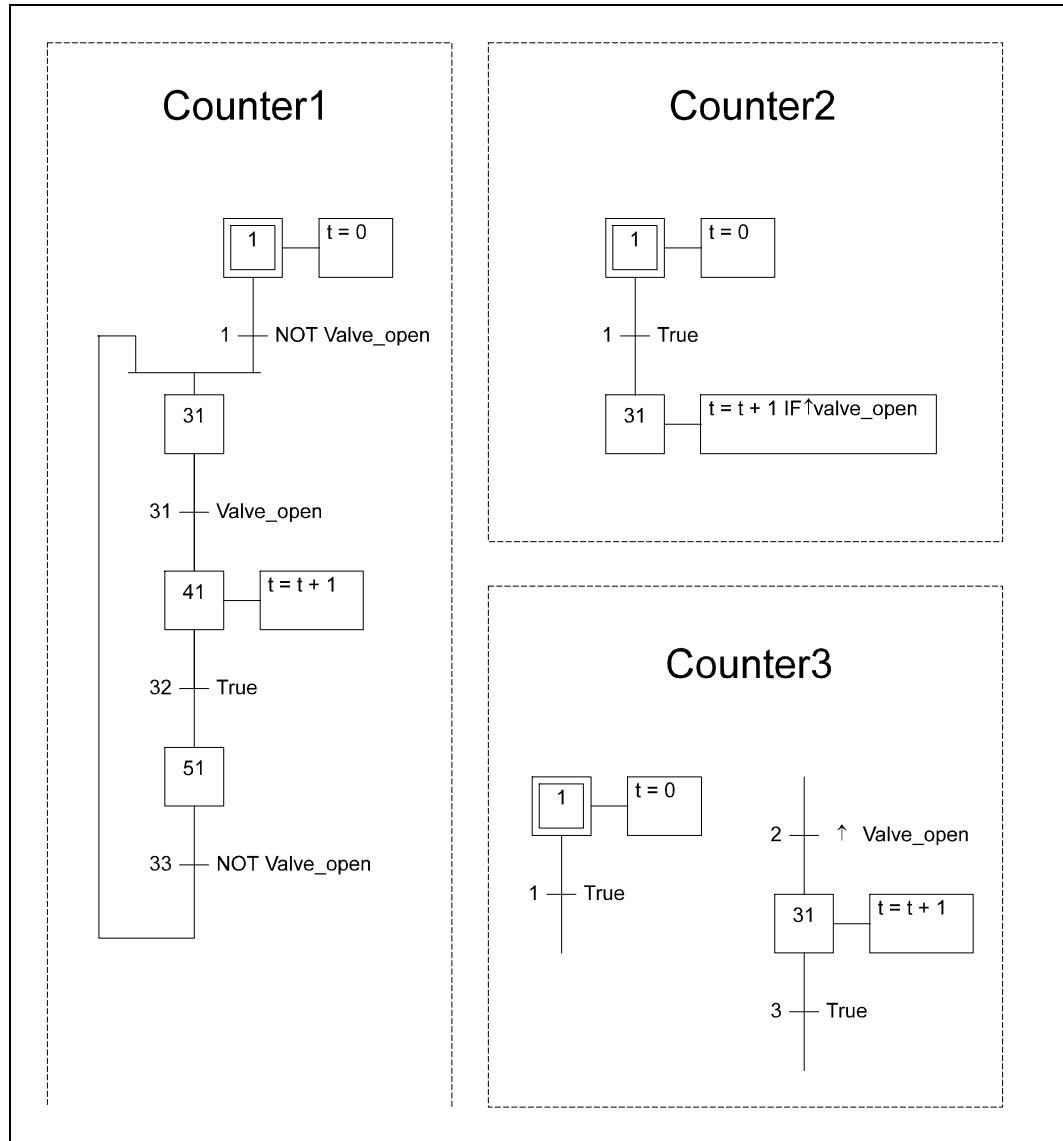 Counter1
1
t = 0
1 NOT Valve_open
31
31 Valve_open
41
t = t + 1
32 True
51
33 NOT Valve_open
Counter2
1
t = 0
1 True
31
t = t + 1 IF↑valve_open
Counter3
1
t = 0
1 True
2 ↑ Valve_open
31
t = t + 1
3 True